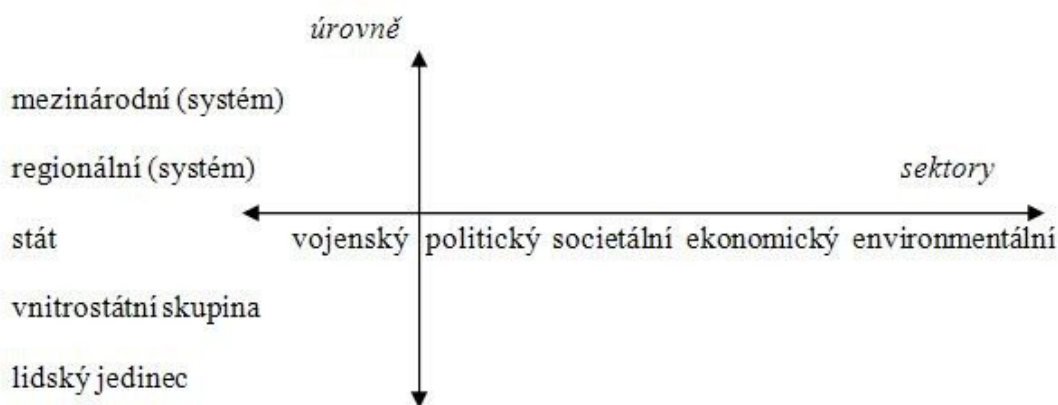 úrovně
mezinárodní (systém)
regionální (systém)
sektory
stát
vojenský politický societální ekonomický environmentální
vnitrostátní skupina
lidský jedinec